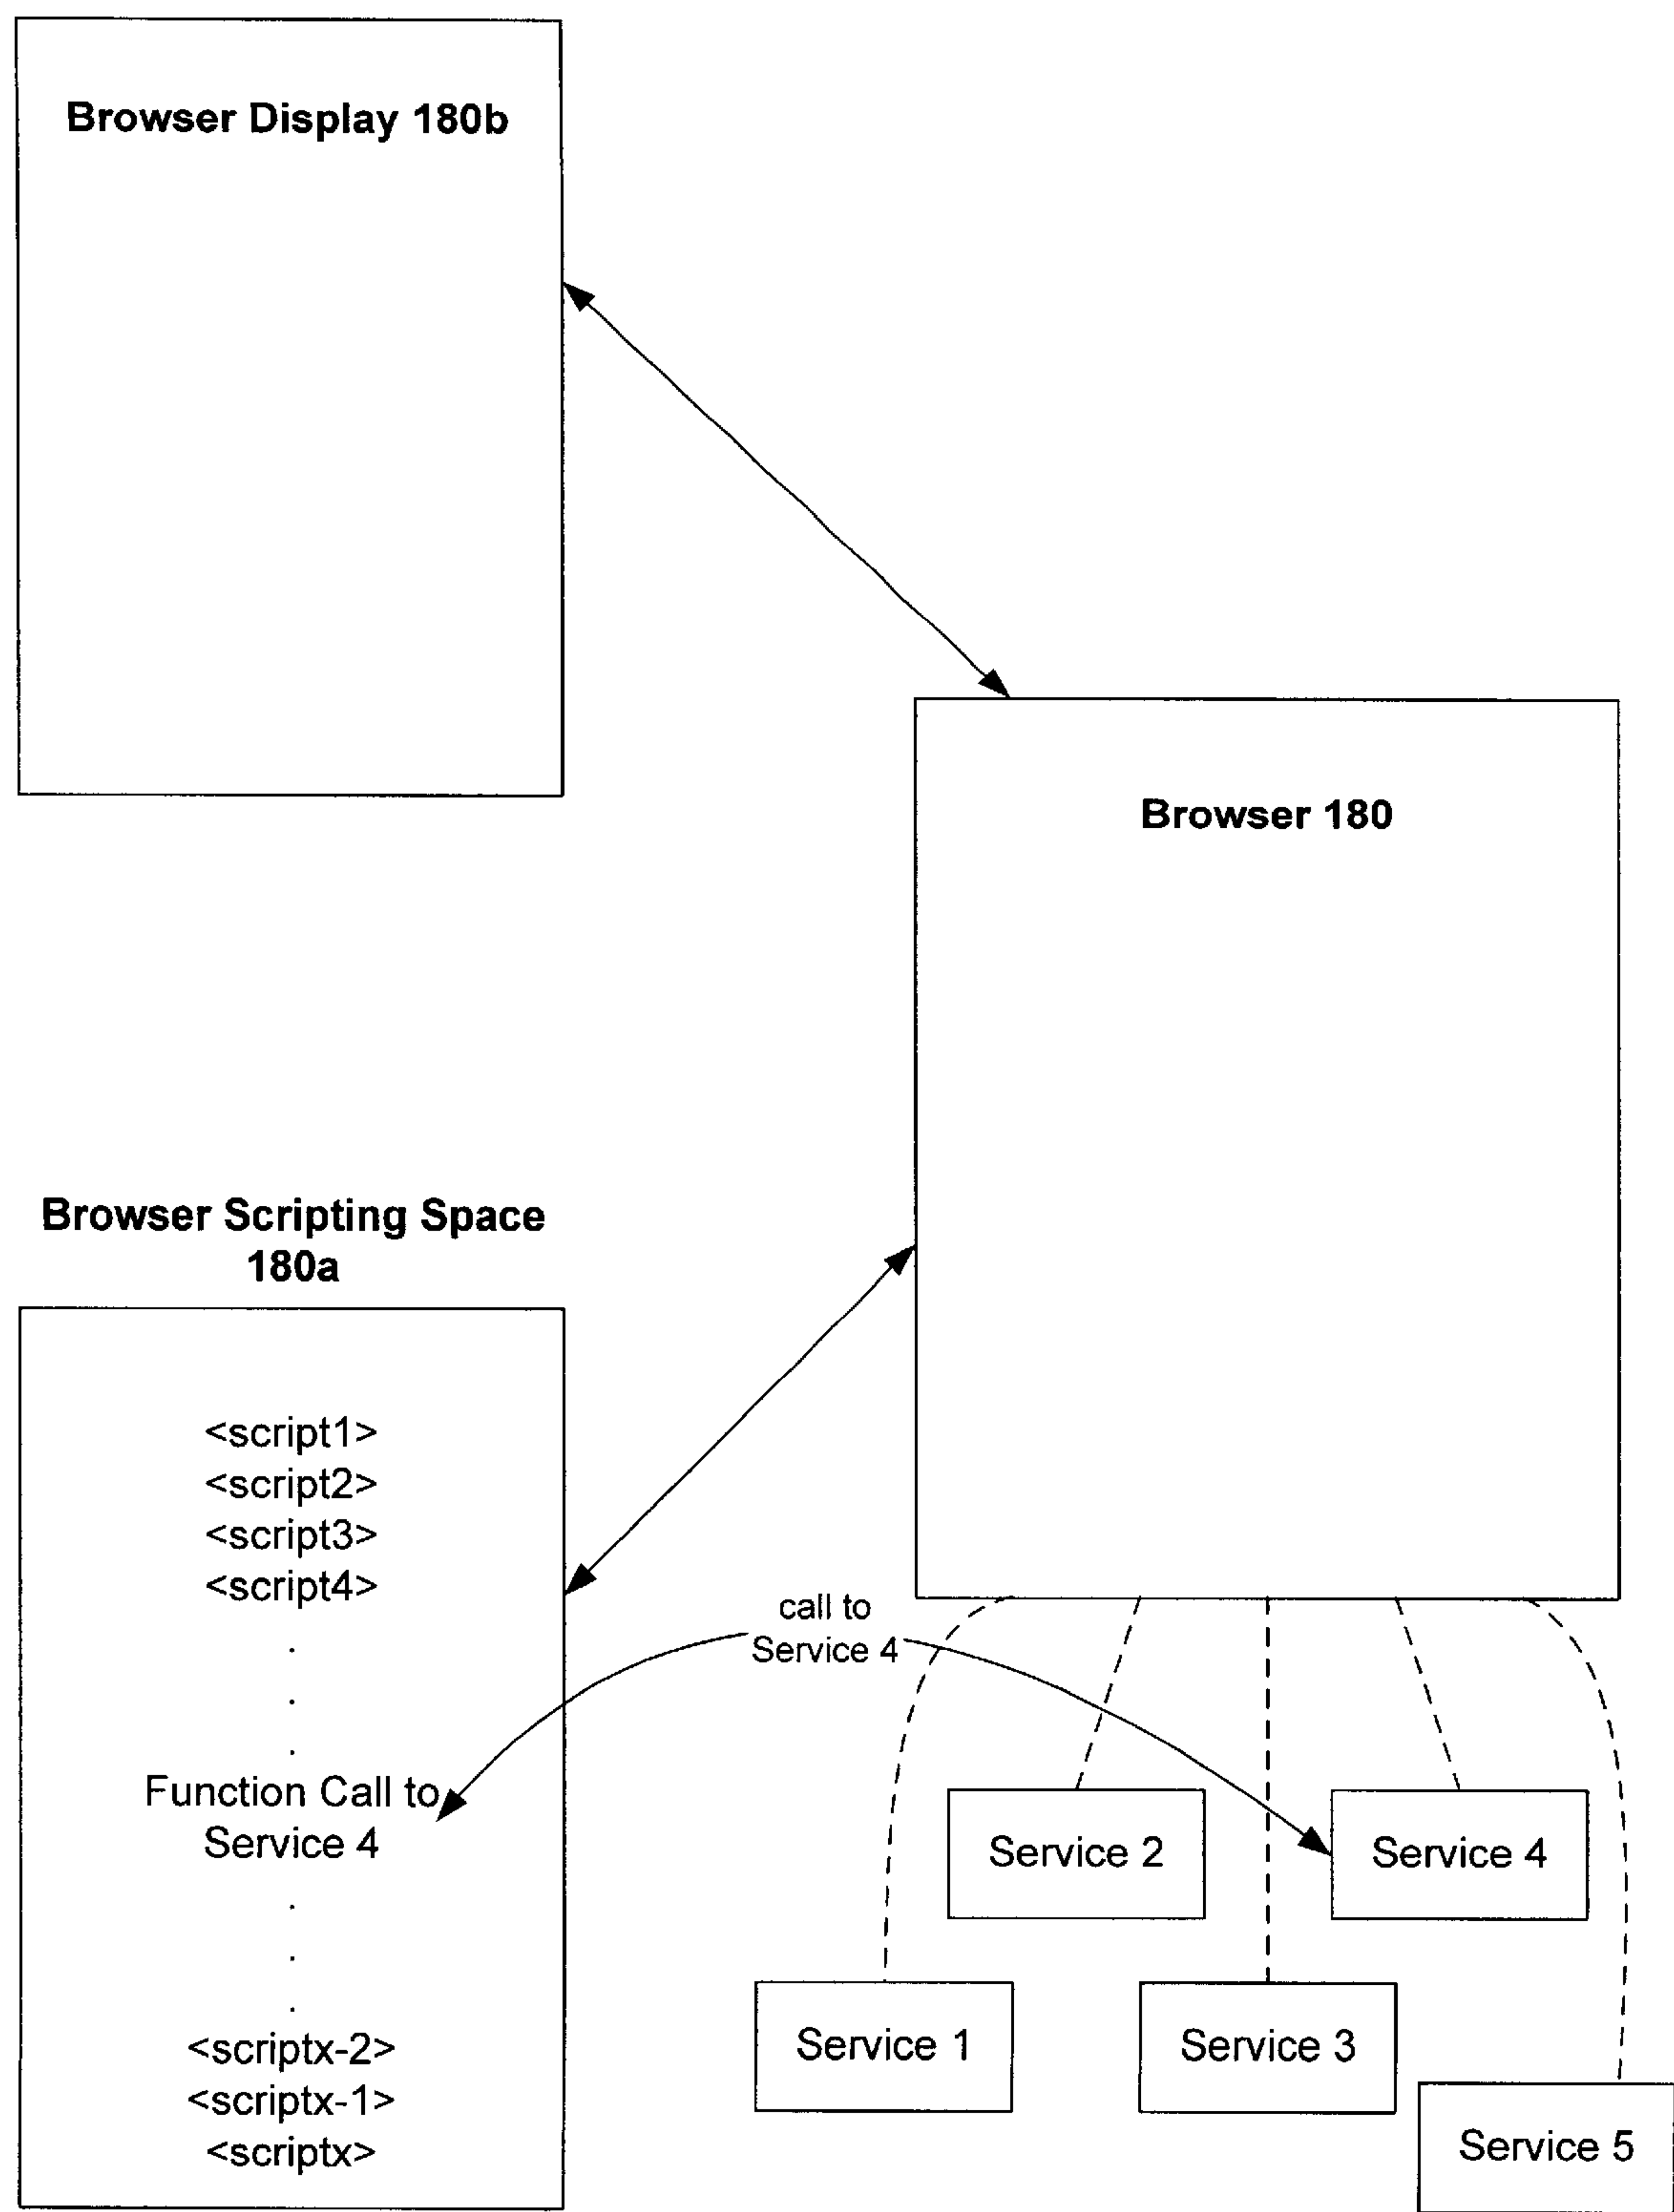 Browser Display 180b
Browser 180
Browser Scripting Space
180a
<script1>
<script2>
<script3>
<script4>
.
.
.
Function Call to
Service 4
.
.
.
<scriptx-2>
<scriptx-1>
<scriptx>
call to
Service 4
Service 2
Service 4
Service 1
Service 3
Service 5